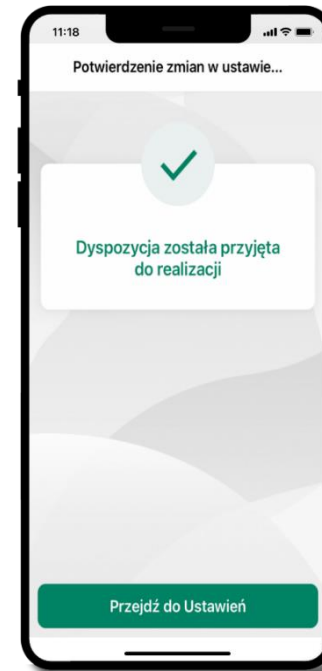 11:18
Potwierdzenie zmian w ustawie...
Dyspozycja została przyjęta
do realizacji
Przejdź do Ustawień